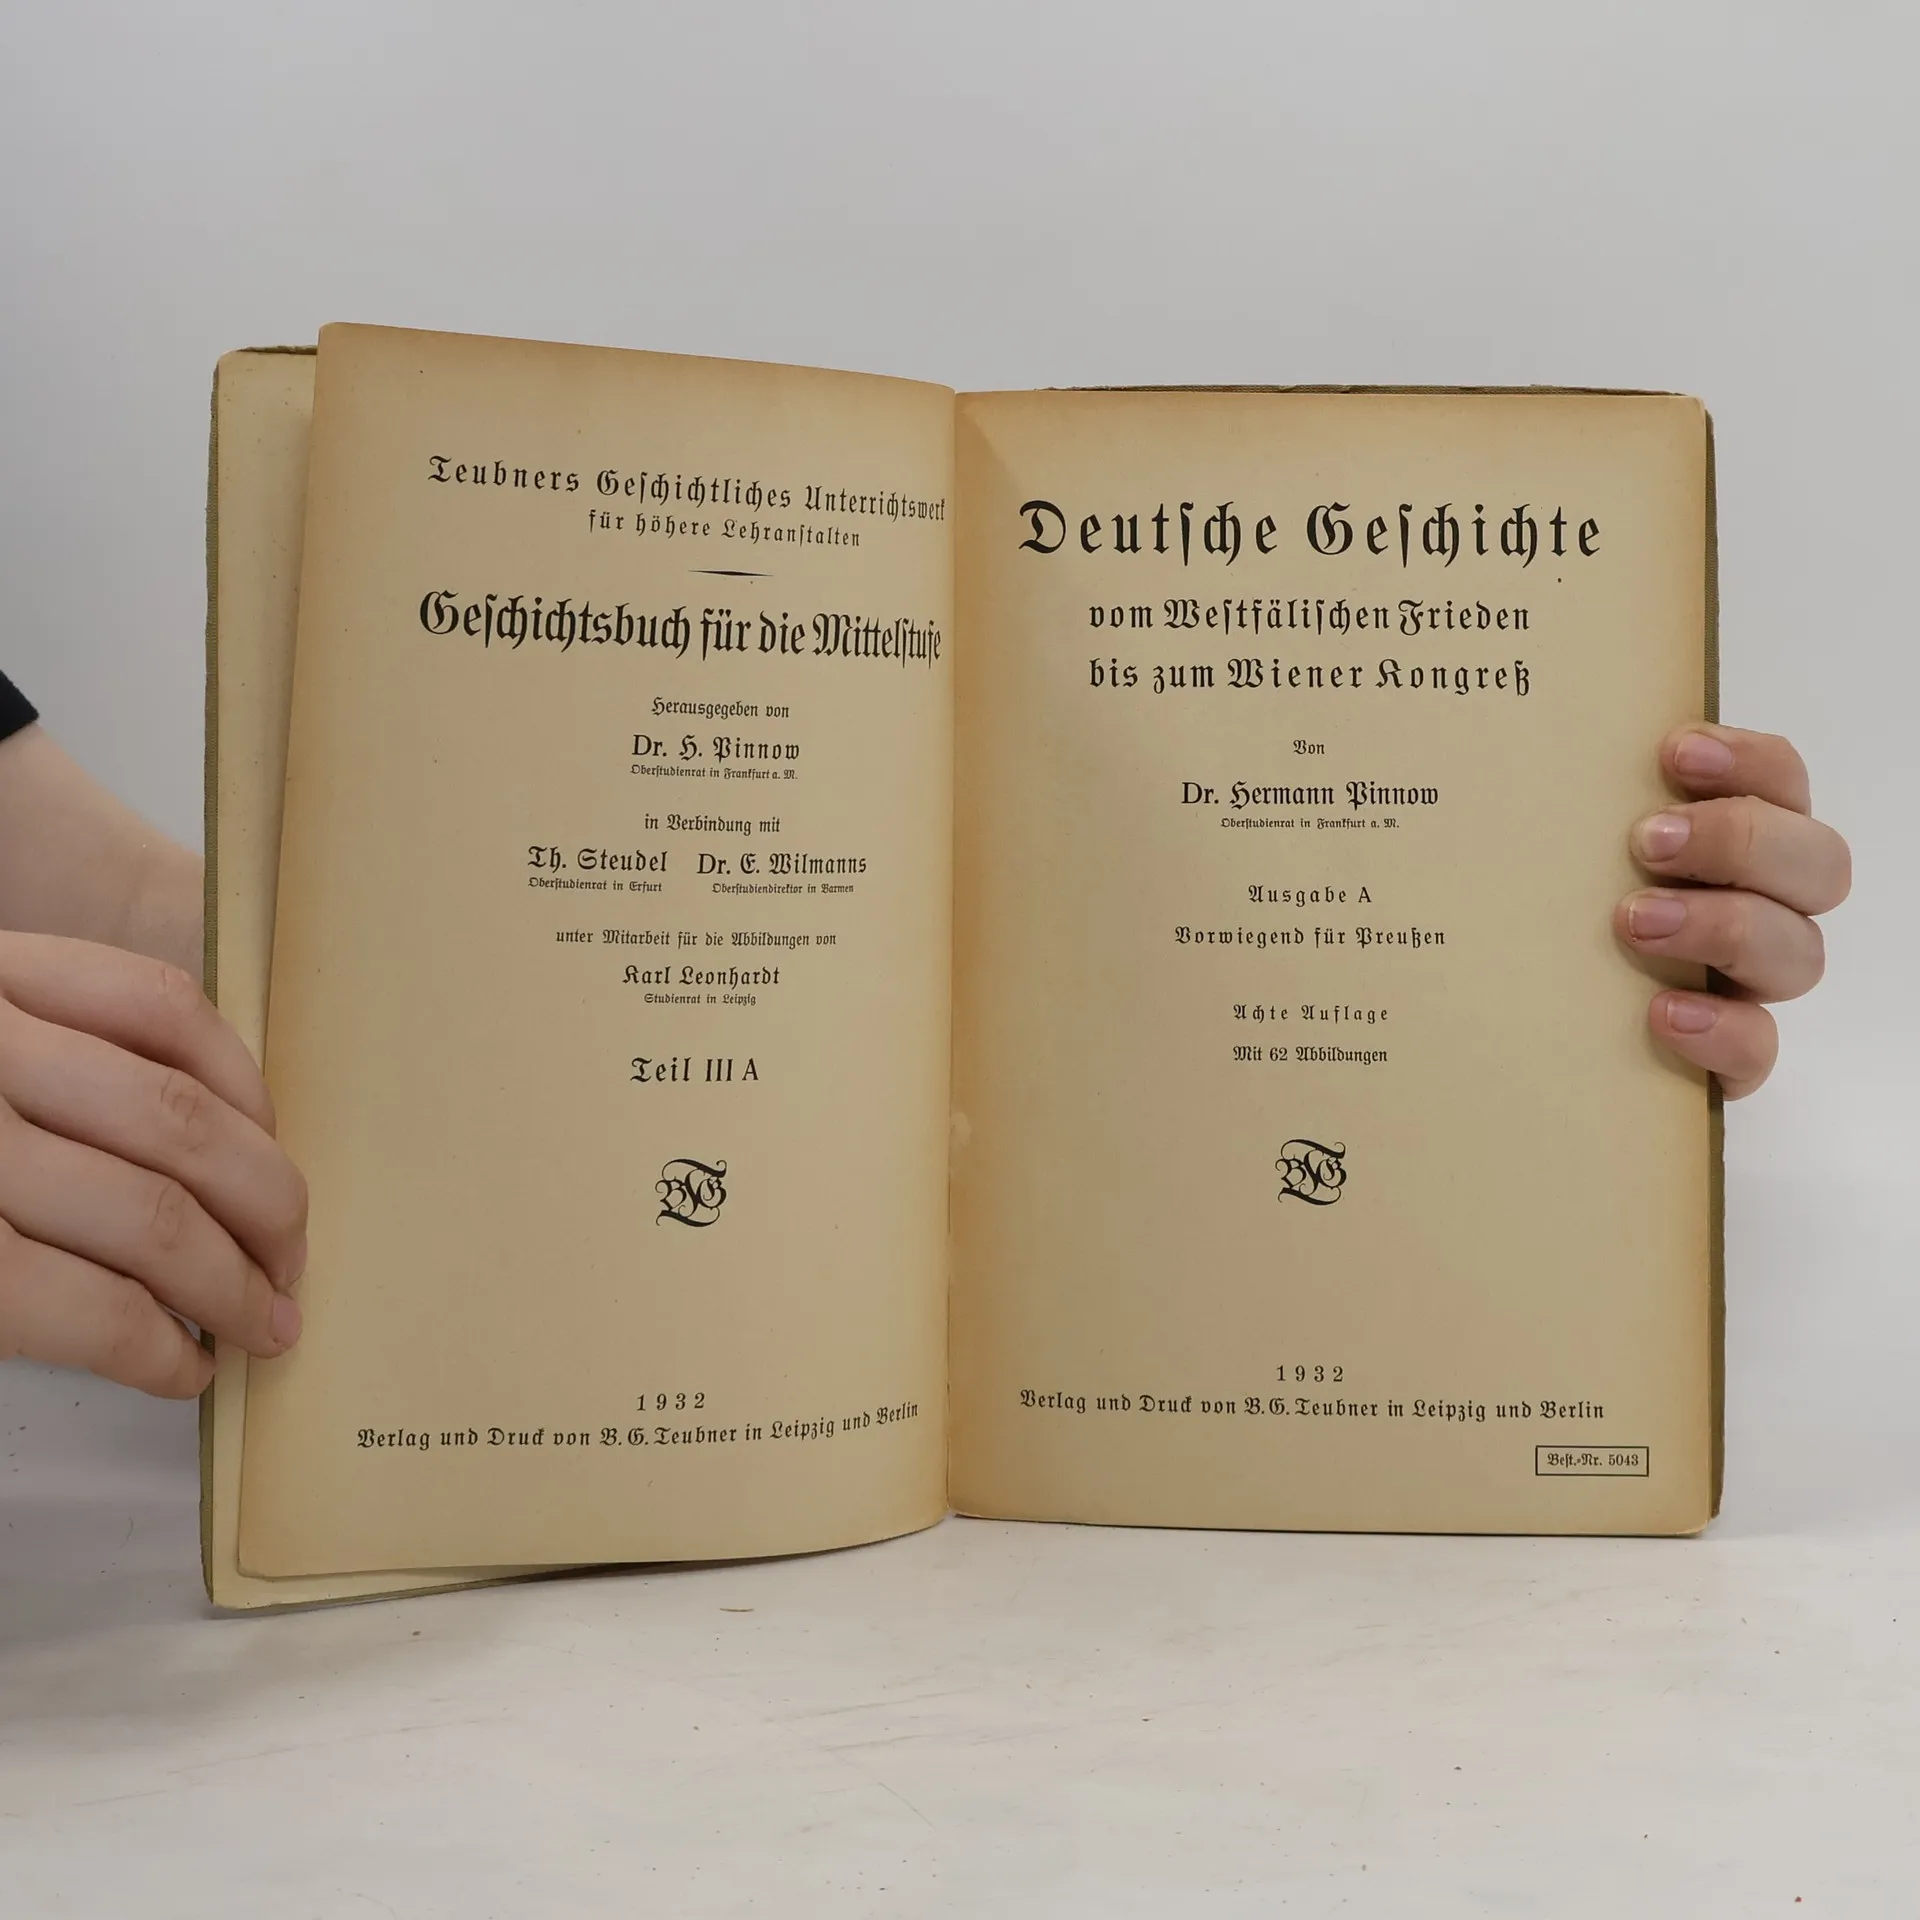 Teubners Geschichtliches Unterrichtswerk
für höhere Lehranstalten
Geschichtsbuch für die Mittelstufe
Herausgegeben von
Dr. H. Pinnow
Oberstudienrat in Frankfurt a. M.
in Verbindung mit
Th. Steudel Dr. E. Wilmanns
Oberstudienrat in Erfurt Oberstudiendirektor in Barmen
unter Mitarbeit für die Abbildungen von
Karl Leonhardt
Studienrat in Leipzig
Teil III A
BGT
1932
Verlag und Druck von B. G. Teubner in Leipzig und Berlin
Deutsche Geschichte
vom Westfälischen Frieden
bis zum Wiener Kongreß
Von
Dr. Hermann Pinnow
Oberstudienrat in Frankfurt a. M.
Ausgabe A
Vorwiegend für Preußen
Achte Auflage
Mit 62 Abbildungen
BGT
1932
Verlag und Druck von B. G. Teubner in Leipzig und Berlin
Best.-Nr. 5043